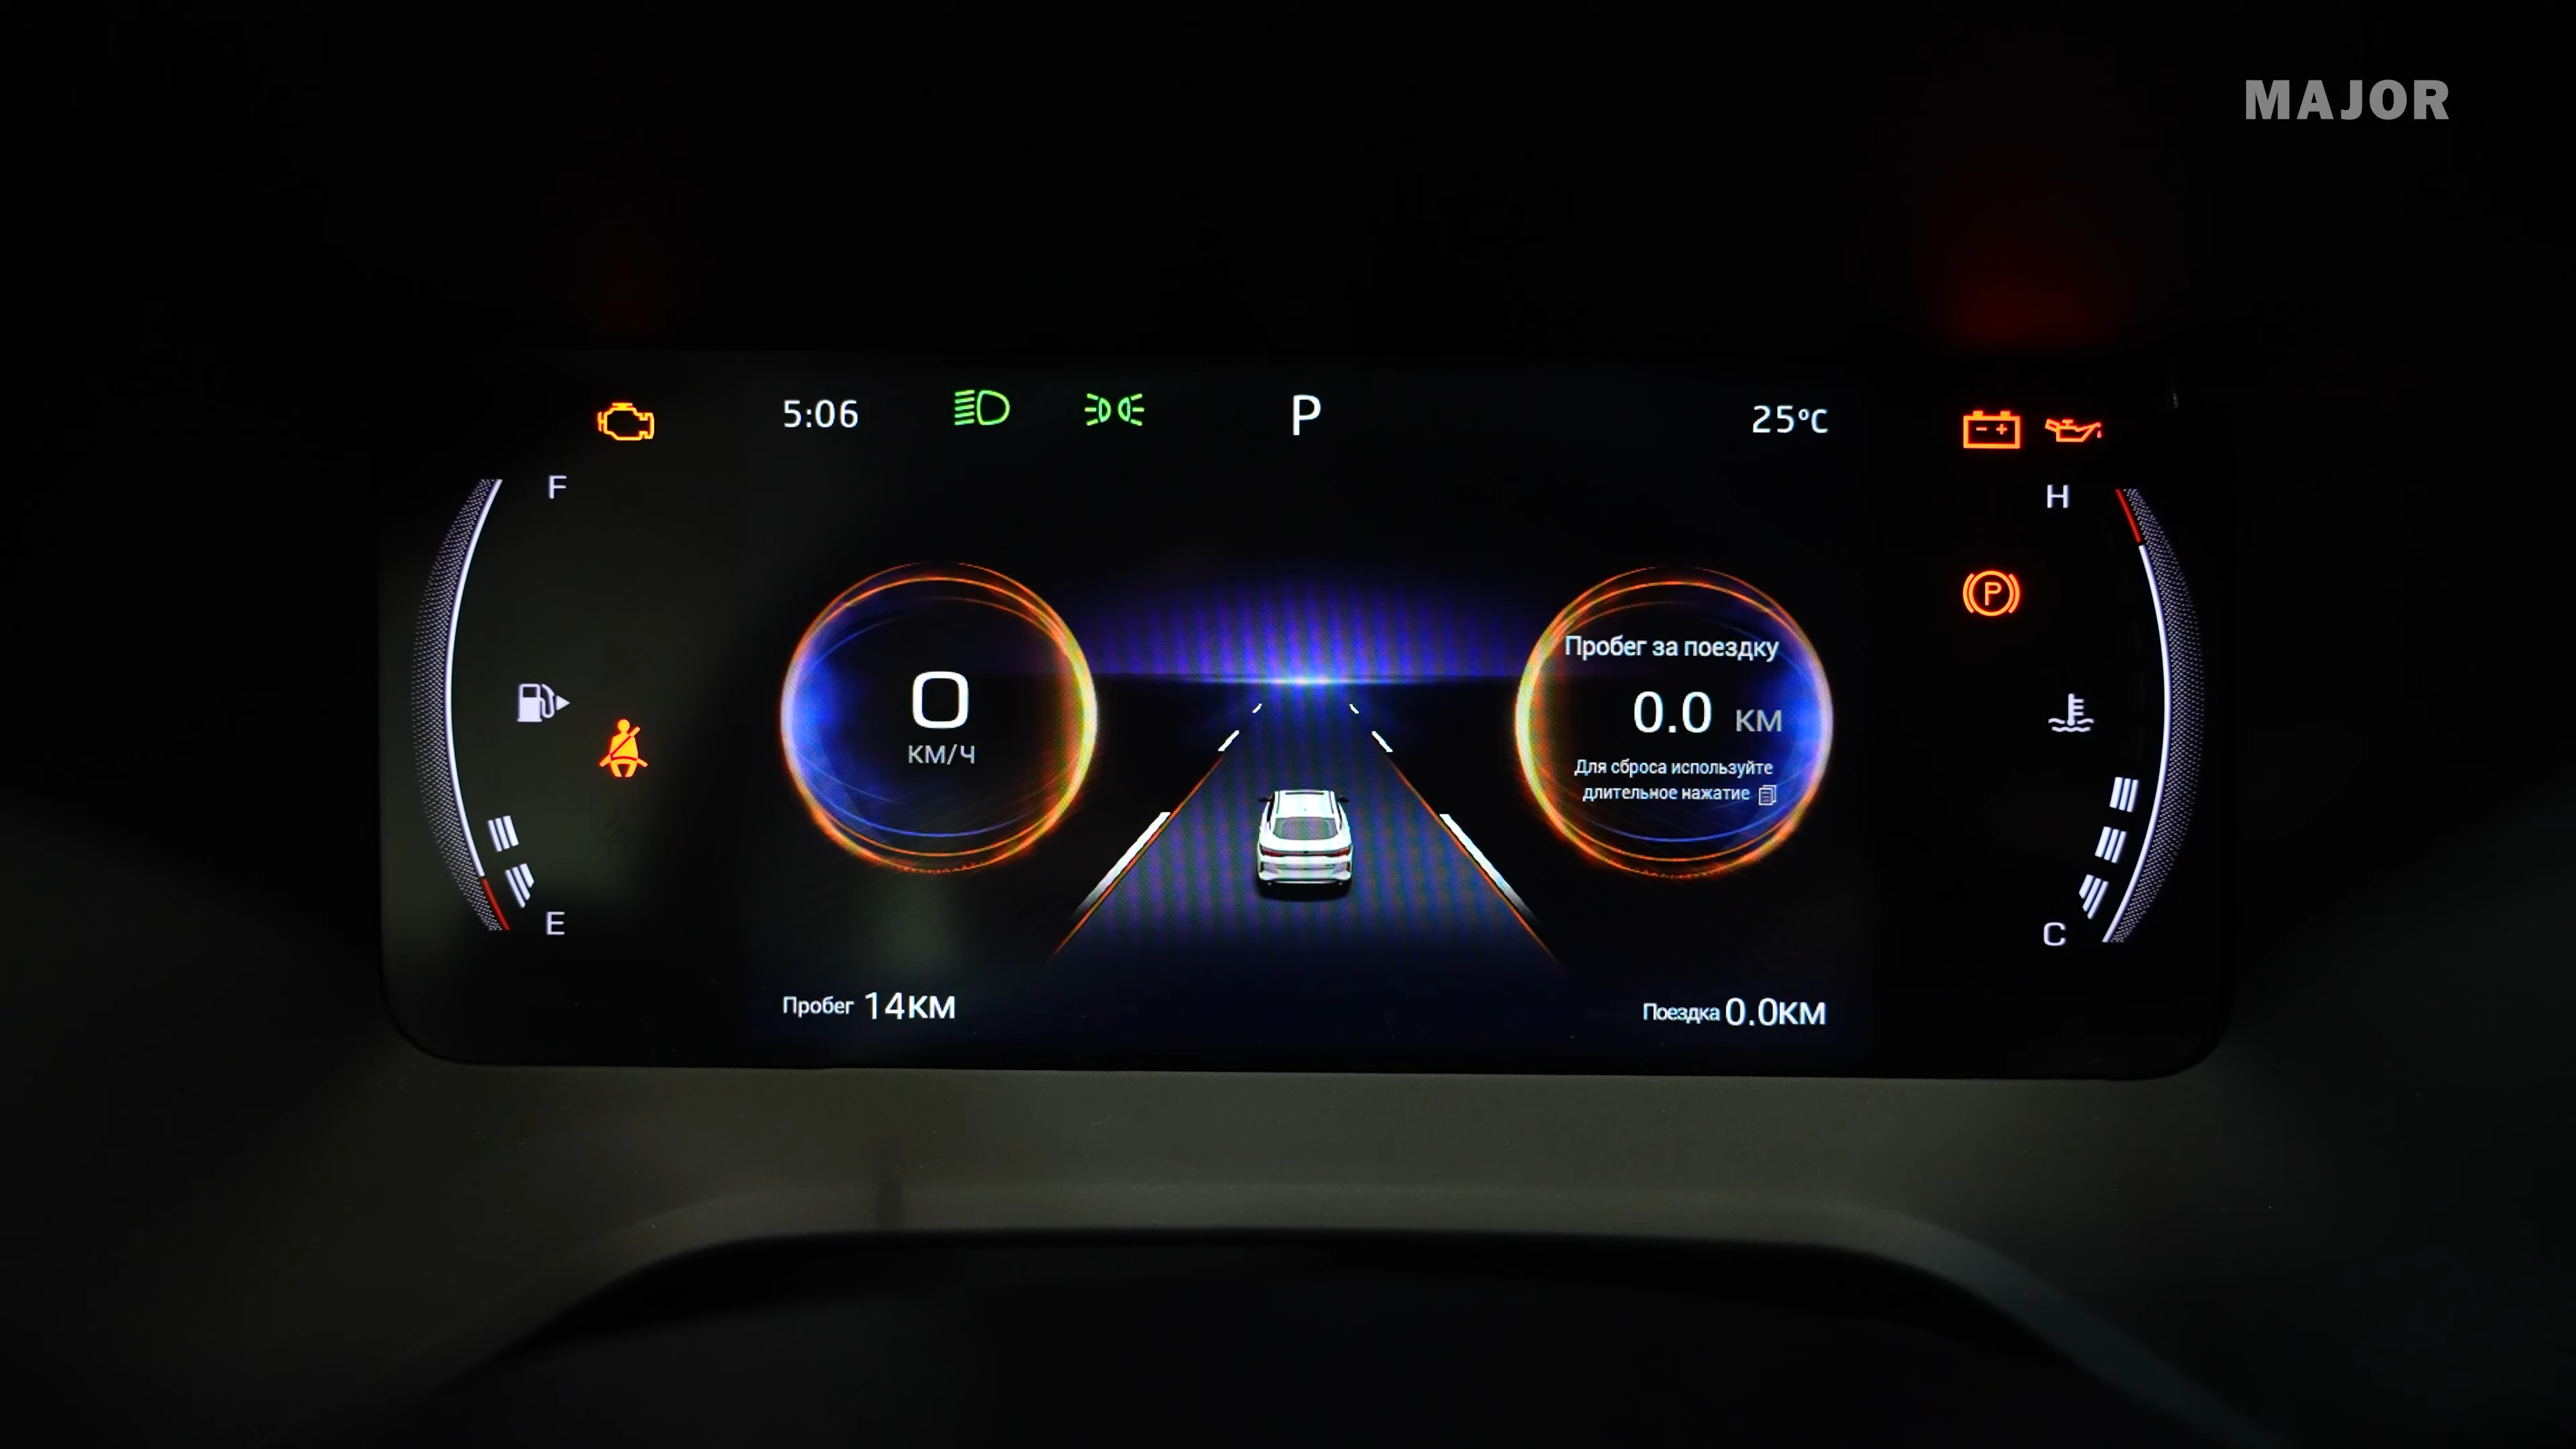 MAJOR
5:06
P
25°C
F
H
P
Пробег за поездку
0
0.0 КМ
КМ/Ч
Для сброса используйте
длительное нажатие
E
C
Пробег 14КМ
Поездка 0.0КМ